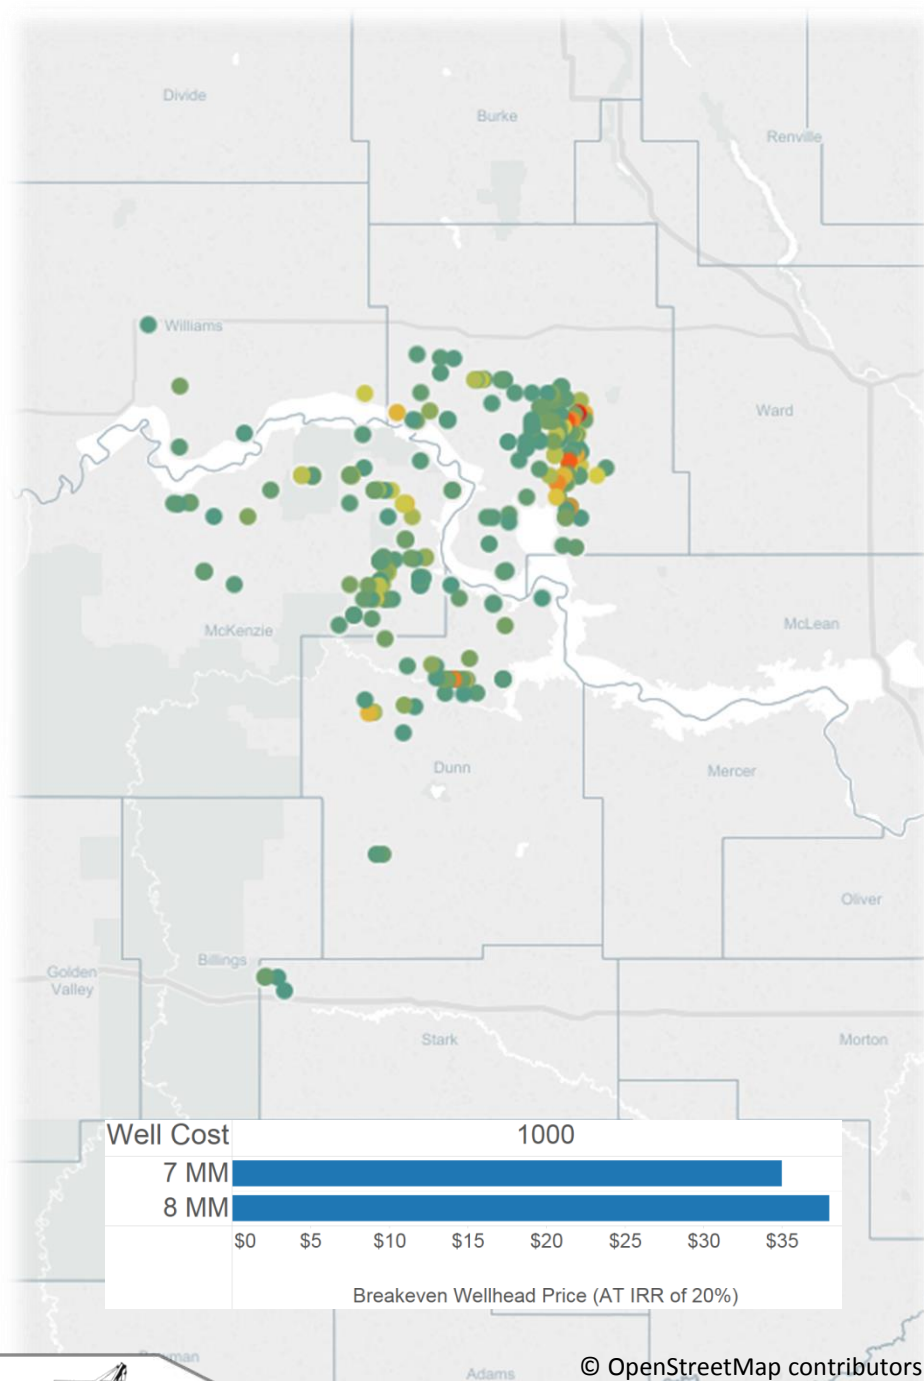 Divide
Burke
Renville
Williams
Ward
McKenzie
McLean
Dunn
Mercer
Oliver
Billings
Golden
Valley
Stark
Morton
Well Cost
1000
7 MM
8 MM
$0
$5
$10
$15
$20
$25
$30
$35
Breakeven Wellhead Price (AT IRR of 20%)
Adams
© OpenStreetMap contributors